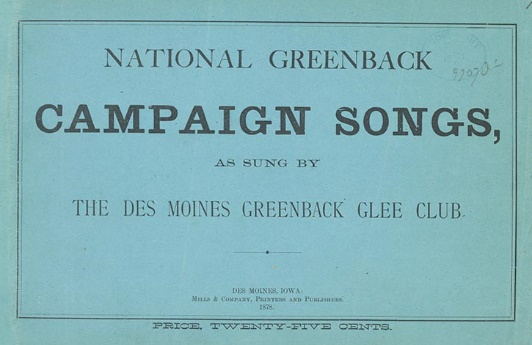 NATIONAL GREENBACK
CAMPAIGN SONGS,
AS SUNG BY
THE DES MOINES GREENBACK GLEE CLUB.
DES MOINES, IOWA:
MILLS & COMPANY, PRINTERS AND PUBLISHERS.
1878.
PRICE, TWENTY-FIVE CENTS.